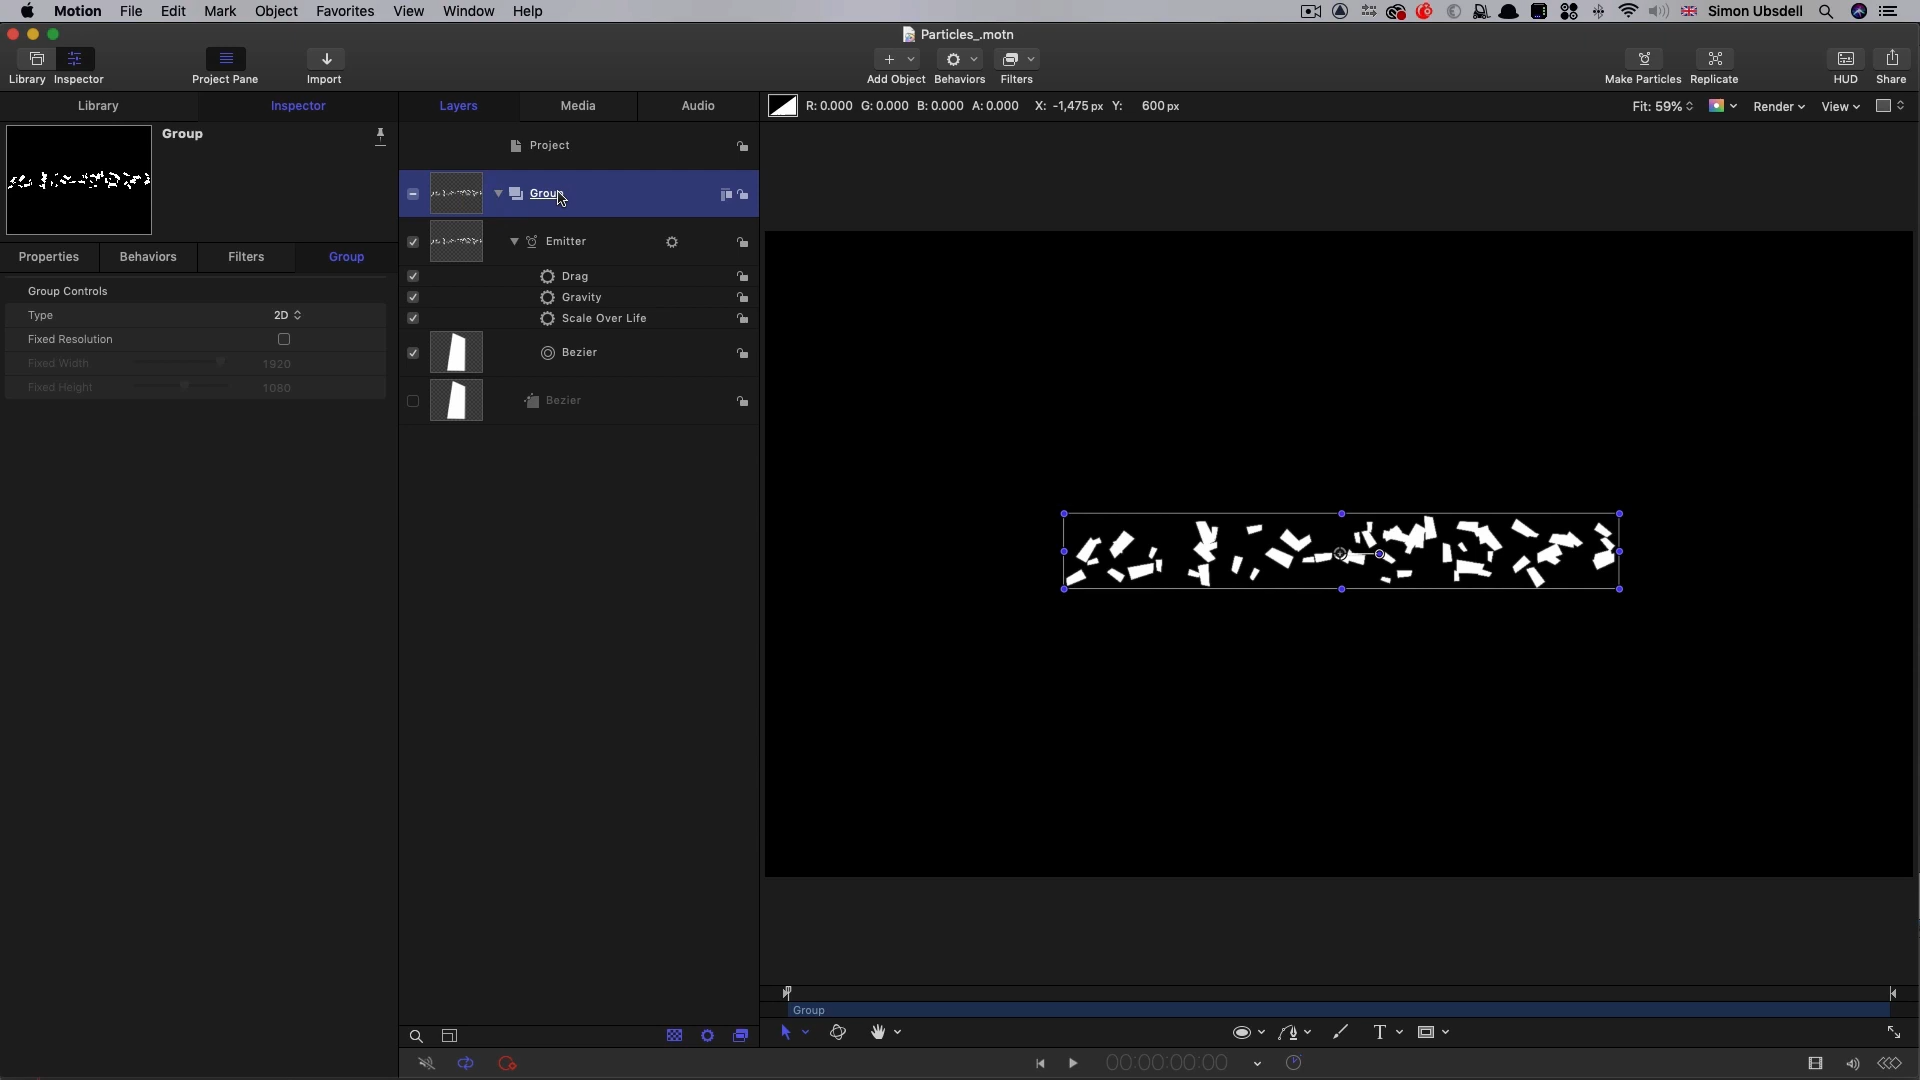 Motion File Edit Mark Object Favorites View Window Help Simon Ubsdell
Particles_.motn
Library Inspector Project Pane Import Add Object Behaviors Filters Make Particles Replicate HUD Share
Library Inspector Layers Media Audio R: 0.000 G: 0.000 B: 0.000 A: 0.000 X: -1,475 px Y: 600 px Fit: 59% Render View
Group
Project
Group
Emitter
Properties Behaviors Filters Group
Drag
Group Controls
Gravity
Type 2D
Scale Over Life
Fixed Resolution
Bezier
Fixed Width 1920
Fixed Height 1080
Bezier
Group
T
00:00:00:00